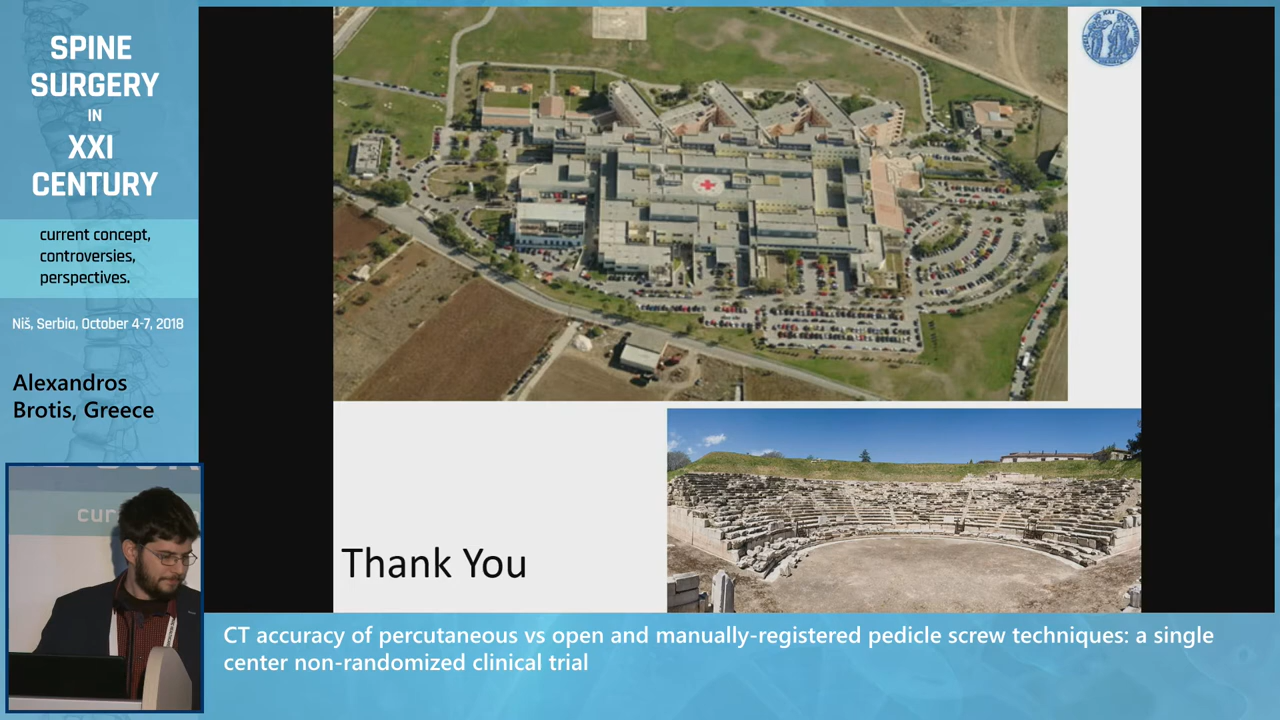 SPINE
SURGERY
IN
XXI
CENTURY
current concept,
controversies,
perspectives.
Niš, Serbia, October 4-7, 2018
Alexandros
Brotis, Greece
cur
Thank You
CT accuracy of percutaneous vs open and manually-registered pedicle screw techniques: a single
center non-randomized clinical trial